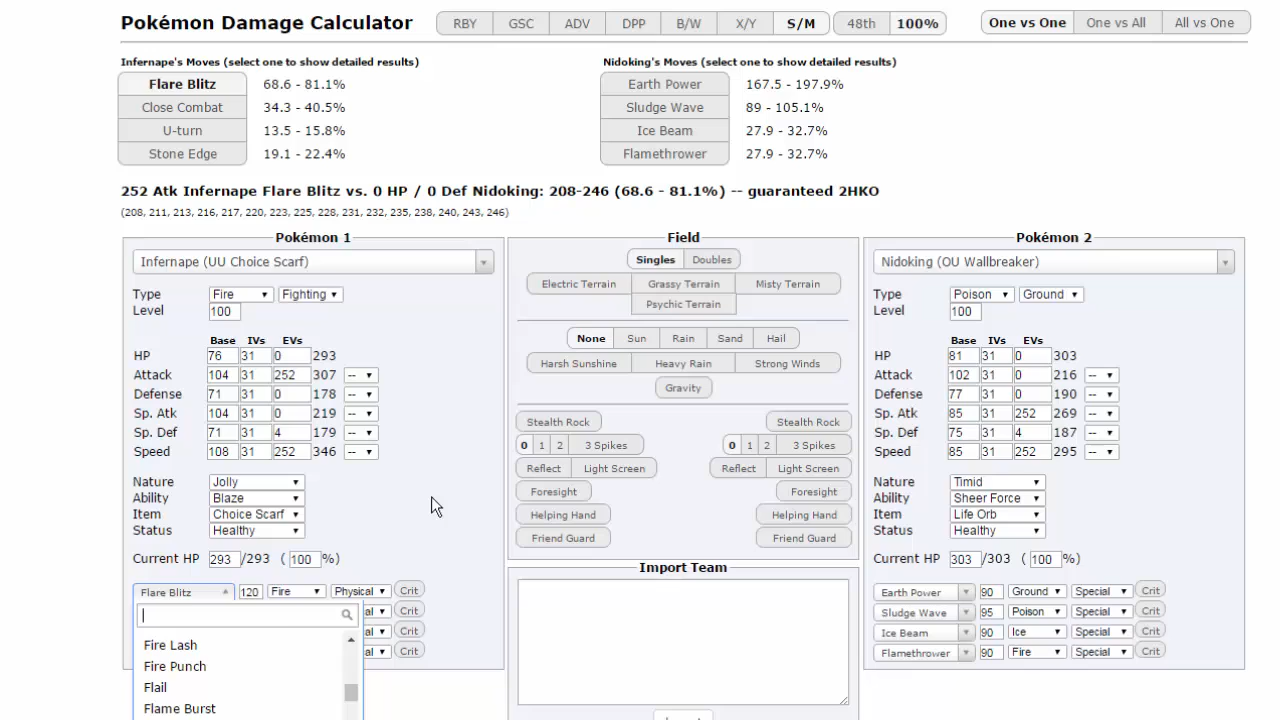 Pokémon Damage Calculator
RBY GSC ADV DPP B/W X/Y S/M 48th 100% One vs One One vs All All vs One
Infernape's Moves (select one to show detailed results)
Flare Blitz 68.6 - 81.1%
Close Combat 34.3 - 40.5%
U-turn 13.5 - 15.8%
Stone Edge 19.1 - 22.4%
Nidoking's Moves (select one to show detailed results)
Earth Power 167.5 - 197.9%
Sludge Wave 89 - 105.1%
Ice Beam 27.9 - 32.7%
Flamethrower 27.9 - 32.7%
252 Atk Infernape Flare Blitz vs. 0 HP / 0 Def Nidoking: 208-246 (68.6 - 81.1%) -- guaranteed 2HKO
(208, 211, 213, 216, 217, 220, 223, 225, 228, 231, 232, 235, 238, 240, 243, 246)
Pokémon 1
Infernape (UU Choice Scarf)
Type Fire Fighting
Level 100
Base IVs EVs
HP 76 31 0 293
Attack 104 31 252 307 --
Defense 71 31 0 178 --
Sp. Atk 104 31 0 219 --
Sp. Def 71 31 4 179 --
Speed 108 31 252 346 --
Nature Jolly
Ability Blaze
Item Choice Scarf
Status Healthy
Current HP 293 /293 ( 100 %)
Flare Blitz 120 Fire Physical Crit
al Crit
al Crit
al Crit
Fire Lash
Fire Punch
Flail
Flame Burst
Field
Singles Doubles
Electric Terrain Grassy Terrain Misty Terrain
Psychic Terrain
None Sun Rain Sand Hail
Harsh Sunshine Heavy Rain Strong Winds
Gravity
Stealth Rock Stealth Rock
0 1 2 3 Spikes 0 1 2 3 Spikes
Reflect Light Screen Reflect Light Screen
Foresight Foresight
Helping Hand Helping Hand
Friend Guard Friend Guard
Import Team
Pokémon 2
Nidoking (OU Wallbreaker)
Type Poison Ground
Level 100
Base IVs EVs
HP 81 31 0 303
Attack 102 31 0 216 --
Defense 77 31 0 190 --
Sp. Atk 85 31 252 269 --
Sp. Def 75 31 4 187 --
Speed 85 31 252 295 --
Nature Timid
Ability Sheer Force
Item Life Orb
Status Healthy
Current HP 303 /303 ( 100 %)
Earth Power 90 Ground Special Crit
Sludge Wave 95 Poison Special Crit
Ice Beam 90 Ice Special Crit
Flamethrower 90 Fire Special Crit